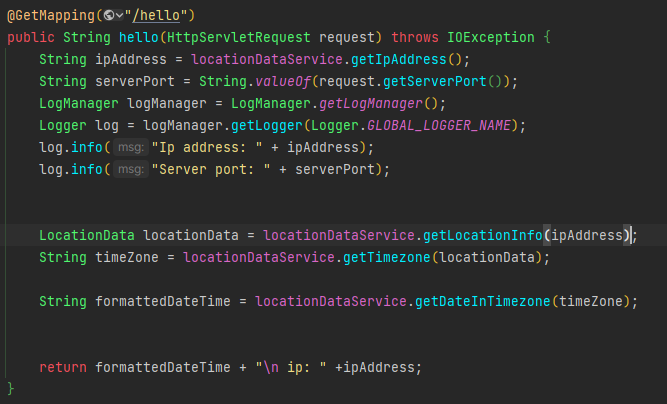 @GetMapping("/hello")
public String hello(HttpServletRequest request) throws IOException {
    String ipAddress = locationDataService.getIpAddress();
    String serverPort = String.valueOf(request.getServerPort());
    LogManager logManager = LogManager.getLogManager();
    Logger log = logManager.getLogger(Logger.GLOBAL_LOGGER_NAME);
    log.info( msg: "Ip address: " + ipAddress);
    log.info( msg: "Server port: " + serverPort);
    LocationData locationData = locationDataService.getLocationInfo(ipAddress);
    String timeZone = locationDataService.getTimezone(locationData);
    String formattedDateTime = locationDataService.getDateInTimezone(timeZone);
    return formattedDateTime + "\n ip: " +ipAddress;
}